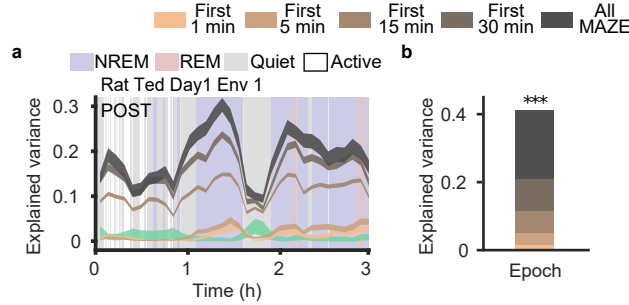 First First First First All
1 min 5 min 15 min 30 min MAZE
a b
NREM REM Quiet Active
Rat Ted Day1 Env 1
POST
Explained variance
0.3
0.2
0.1
0
0 1 2 3
Time (h)
Explained variance
***
0.4
0.2
0
Epoch